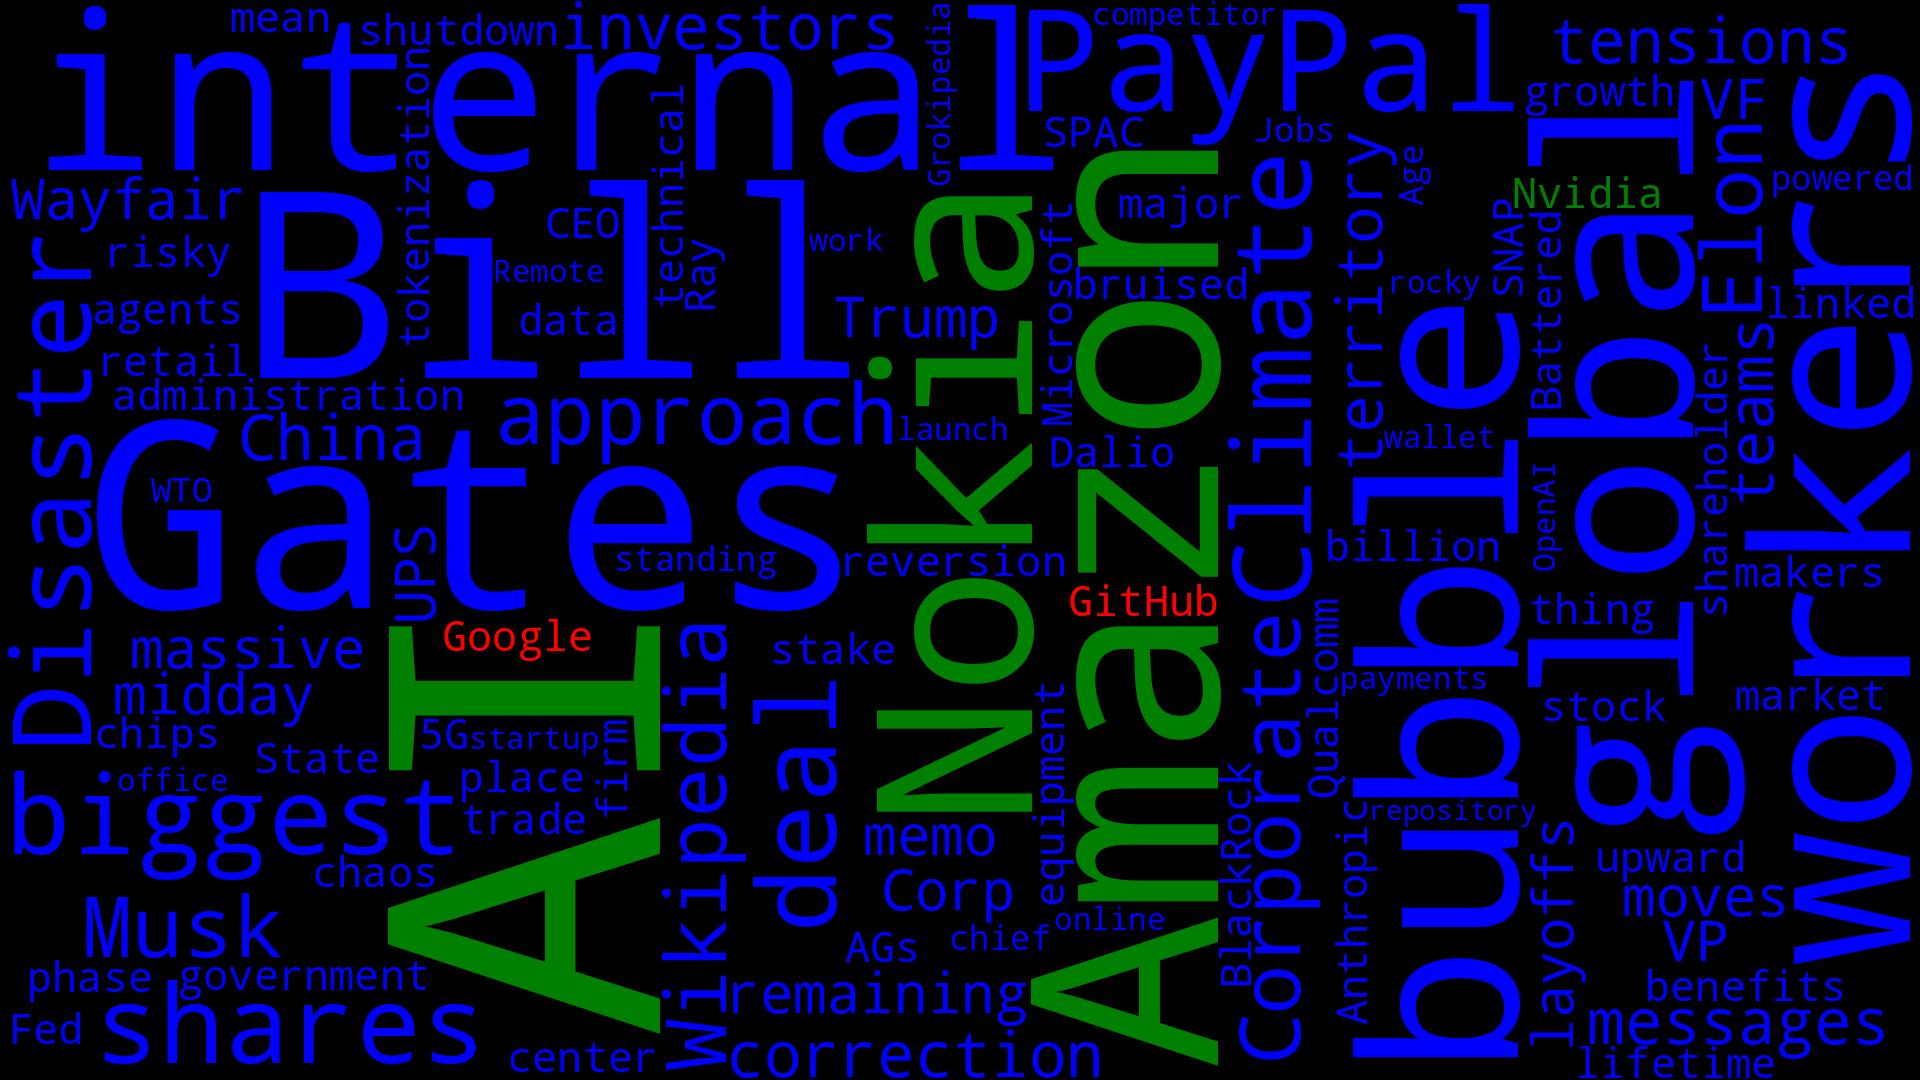 mean
shutdown
investors
Grokipedia
competitor
PayPal
tensions
internal
tokenization
technical
SPAC
Jobs
growth
VF
Wayfair
CEO
Ray
work
major
Age
Nvidia
powered
risky
Bill
Remote
bruised
rocky
SNAP
Elon
linked
agents
data
Trump
Microsoft
Climate
territory
Battered
workers
retail
administration
China
approach
launch
Nokia
Amazon
Dalio
wallet
bubble
global
shareholder
teams
Disaster
Gates
WTO
UPS
standing
reversion
billion
OpenAI
makers
GitHub
thing
Google
massive
stake
midday
AI
Wikipedia
deal
equipment
Corporate
Qualcomm
payments
stock
market
chips
State
5G
startup
firm
place
office
biggest
trade
memo
BlackRock
Anthropic
repository
upward
layoffs
chaos
Corp
moves
Musk
AGs
chief
online
VP
phase
government
remaining
benefits
Fed
shares
center
correction
messages
lifetime